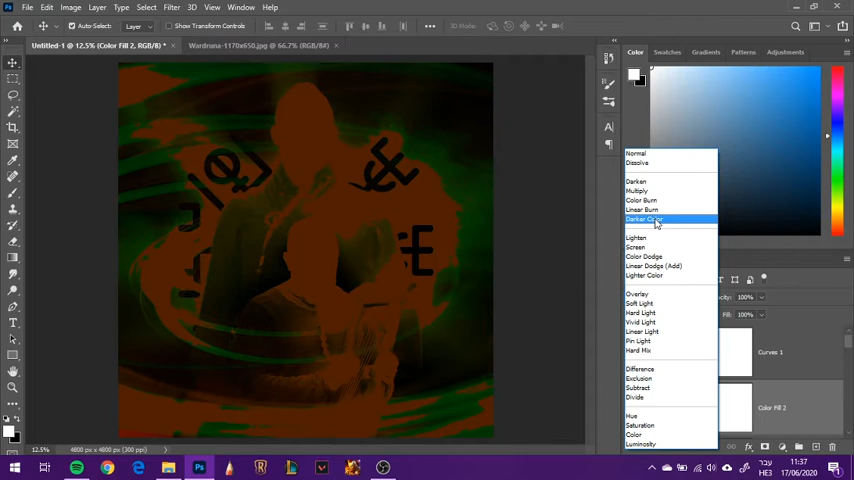 File Edit Image Layer Type Select Filter 3D View Window Help
Auto-Select: Layer Show Transform Controls 3D Mode:
Untitled-1 @ 12.5% (Color Fill 2, RGB/8) * × Wardruna-1170x650.jpg @ 66.7% (RGB/8#) ×
Color Swatches Gradients Patterns Adjustments
Normal
Dissolve
Darken
Multiply
Color Burn
Linear Burn
Darker Color
Lighten
Screen
Color Dodge
Linear Dodge (Add)
Lighter Color
Overlay
Soft Light
Hard Light
Vivid Light
Linear Light
Pin Light
Hard Mix
Difference
Exclusion
Subtract
Divide
Hue
Saturation
Color
Luminosity
100%
Fill: 100%
Curves 1
Color Fill 2
12.5% 4800 px x 4800 px (300 ppi)
עבר
HE3
11:37
17/06/2020